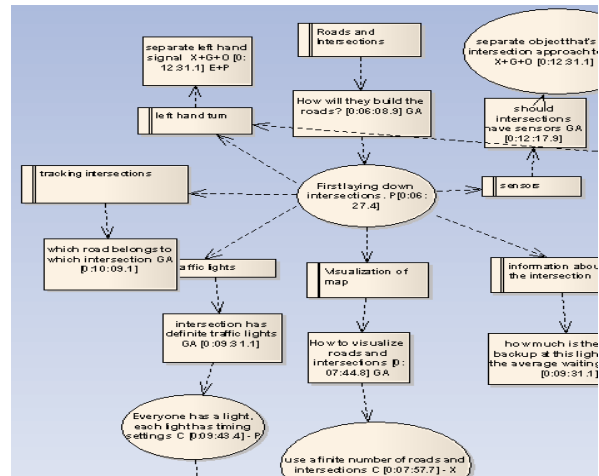 separate left hand
signal X+G+O [0:
12:31.1] E+P
Roads and
Intersections
separate object that's
intersection approach to
X+G+O [0:12:31.1]
left hand turn
How will they build the
roads? [0:06:08.9] GA
should
intersections
have sensors GA
[0:12:17.9]
tracking intersections
First laying down
intersections. P[0:06:
27.4]
sensors
which road belongs to
which intersection GA
[0:10:09.1]
affic lights
Visualization of
map
information abou
the intersection
intersection has
definite traffic lights
GA [0:09:31.1]
How to visualize
roads and
intersections [0:
07:44.8] GA
how much is the
backup at this ligh
the average waiting
[0:09:31.1]
Everyone has a light,
each light has timing
settings C [0:09:43.4] - P
use a finite number of roads and
intersections C [0:07:57.7] - X